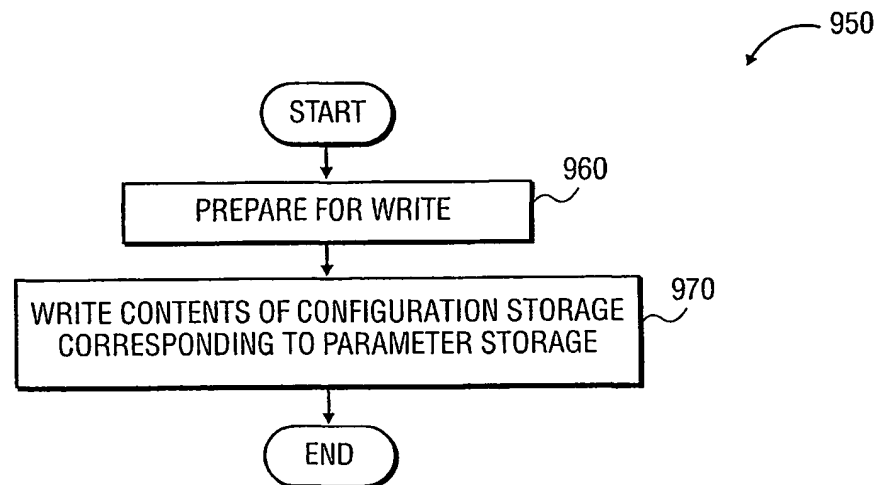 950
START
960
PREPARE FOR WRITE
970
WRITE CONTENTS OF CONFIGURATION STORAGE
CORRESPONDING TO PARAMETER STORAGE
END